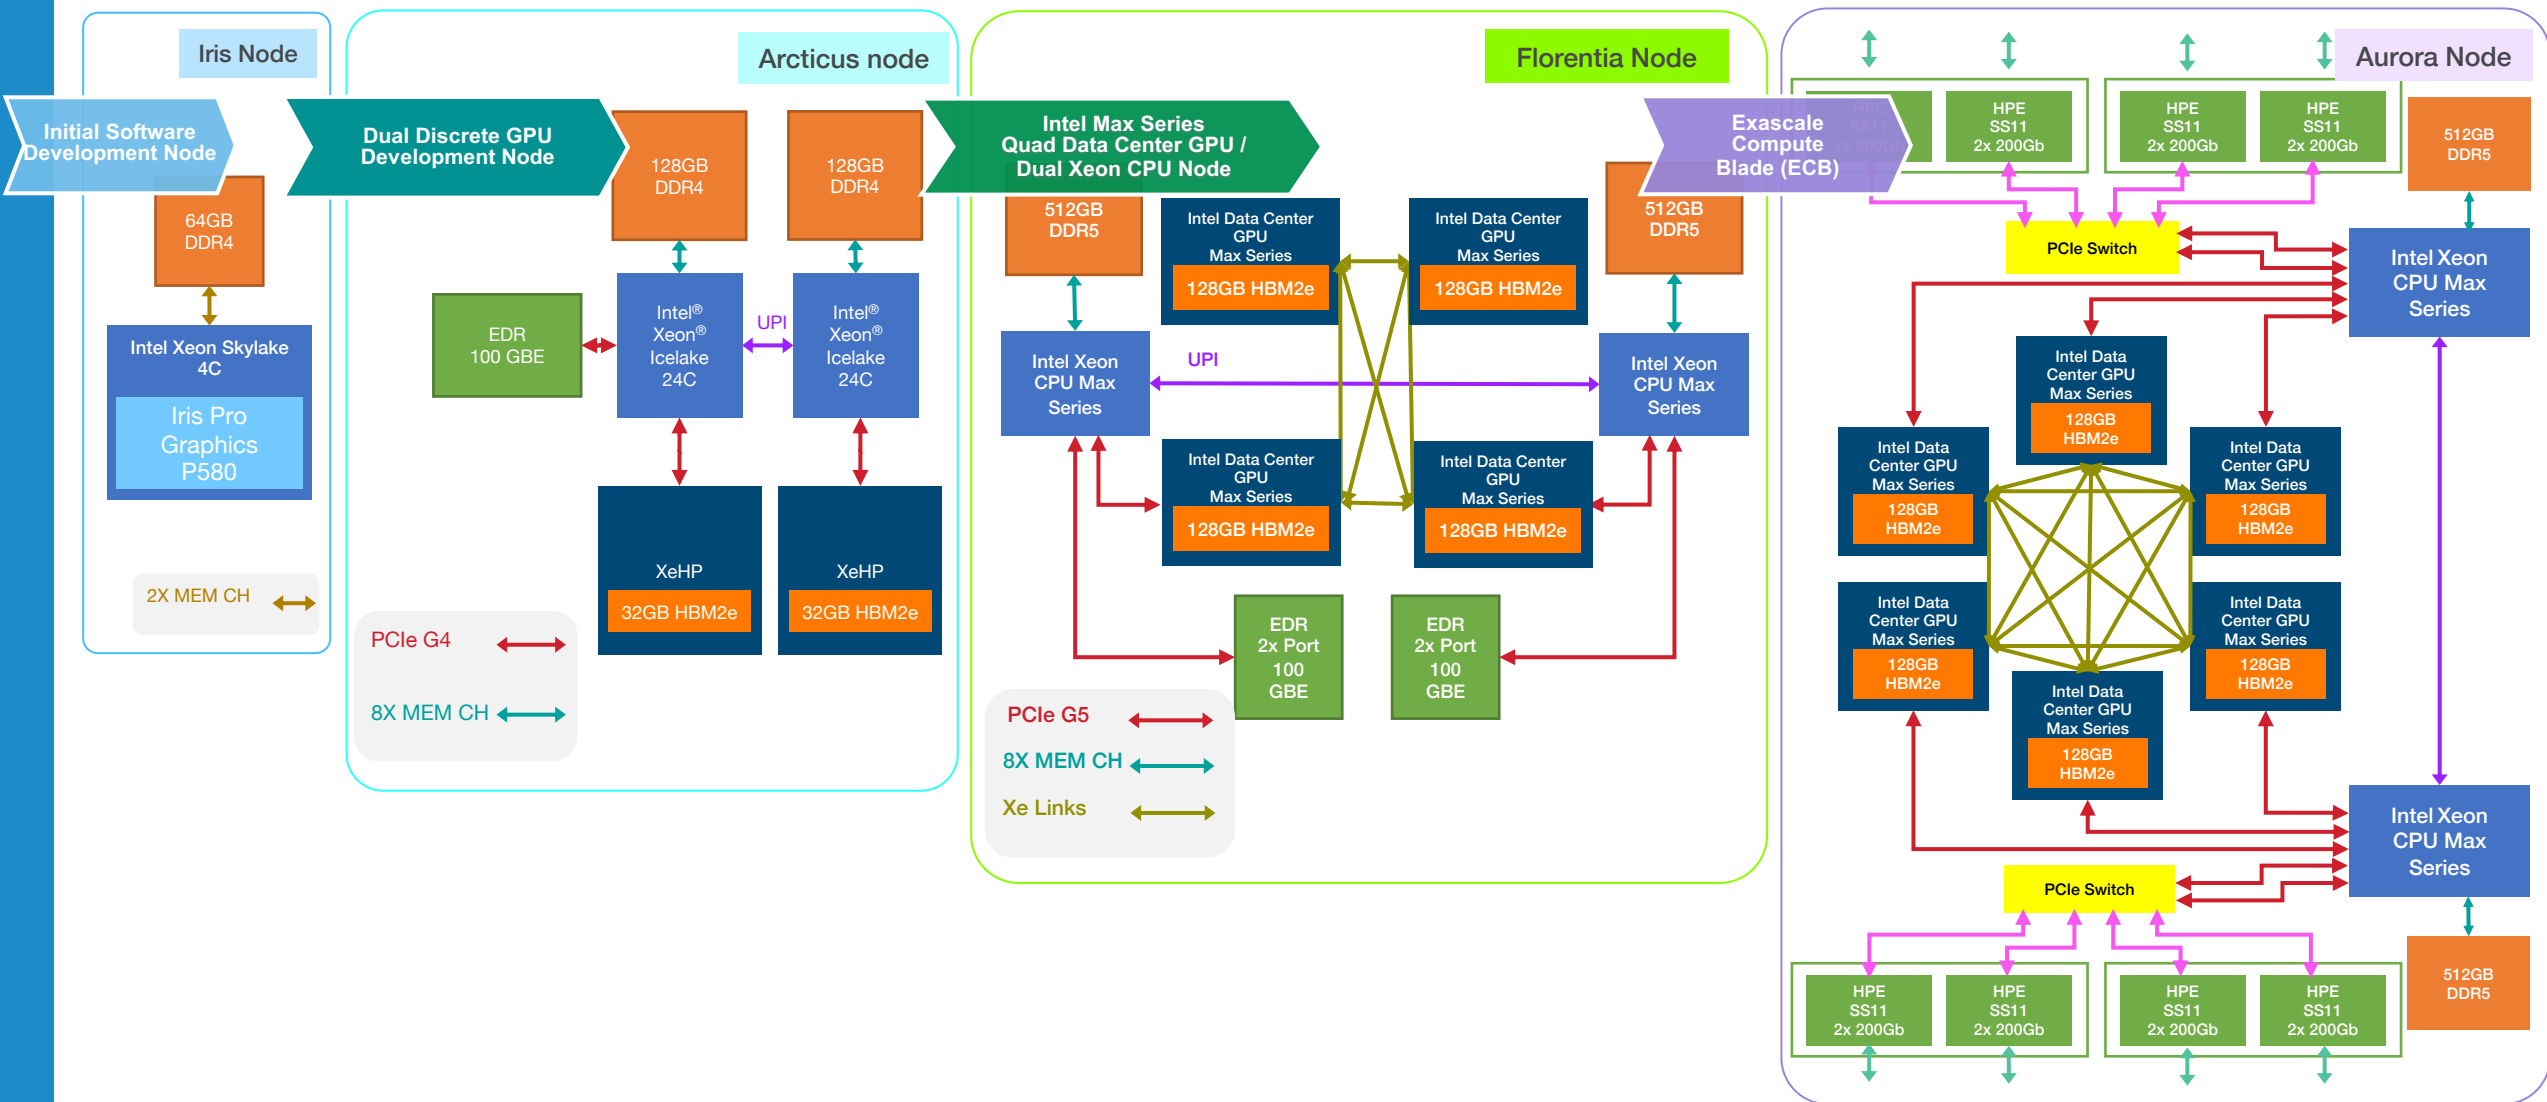 Iris Node
Initial Software
Development Node
64GB
DDR4
Intel Xeon Skylake
4C
Iris Pro
Graphics
P580
2X MEM CH
Arcticus node
Dual Discrete GPU
Development Node
128GB
DDR4
128GB
DDR4
EDR
100 GBE
Intel®
Xeon®
Icelake
24C
UPI
Intel®
Xeon®
Icelake
24C
XeHP
32GB HBM2e
XeHP
32GB HBM2e
PCIe G4
8X MEM CH
Florentia Node
Intel Max Series
Quad Data Center GPU /
Dual Xeon CPU Node
512GB
DDR5
Intel Data Center
GPU
Max Series
128GB HBM2e
Intel Data Center
GPU
Max Series
128GB HBM2e
512GB
DDR5
Intel Xeon
CPU Max
Series
UPI
Intel Xeon
CPU Max
Series
Intel Data Center
GPU
Max Series
128GB HBM2e
Intel Data Center
GPU
Max Series
128GB HBM2e
EDR
2x Port
100
GBE
EDR
2x Port
100
GBE
PCIe G5
8X MEM CH
Xe Links
Aurora Node
Exascale
Compute
Blade (ECB)
HPE
SS11
2x 200Gb
HPE
SS11
2x 200Gb
HPE
SS11
2x 200Gb
HPE
SS11
2x 200Gb
512GB
DDR5
PCIe Switch
Intel Xeon
CPU Max
Series
Intel Data
Center GPU
Max Series
128GB
HBM2e
Intel Data
Center GPU
Max Series
128GB
HBM2e
Intel Data
Center GPU
Max Series
128GB
HBM2e
Intel Data
Center GPU
Max Series
128GB
HBM2e
Intel Data
Center GPU
Max Series
128GB
HBM2e
Intel Data
Center GPU
Max Series
128GB
HBM2e
Intel Xeon
CPU Max
Series
PCIe Switch
HPE
SS11
2x 200Gb
HPE
SS11
2x 200Gb
HPE
SS11
2x 200Gb
HPE
SS11
2x 200Gb
512GB
DDR5